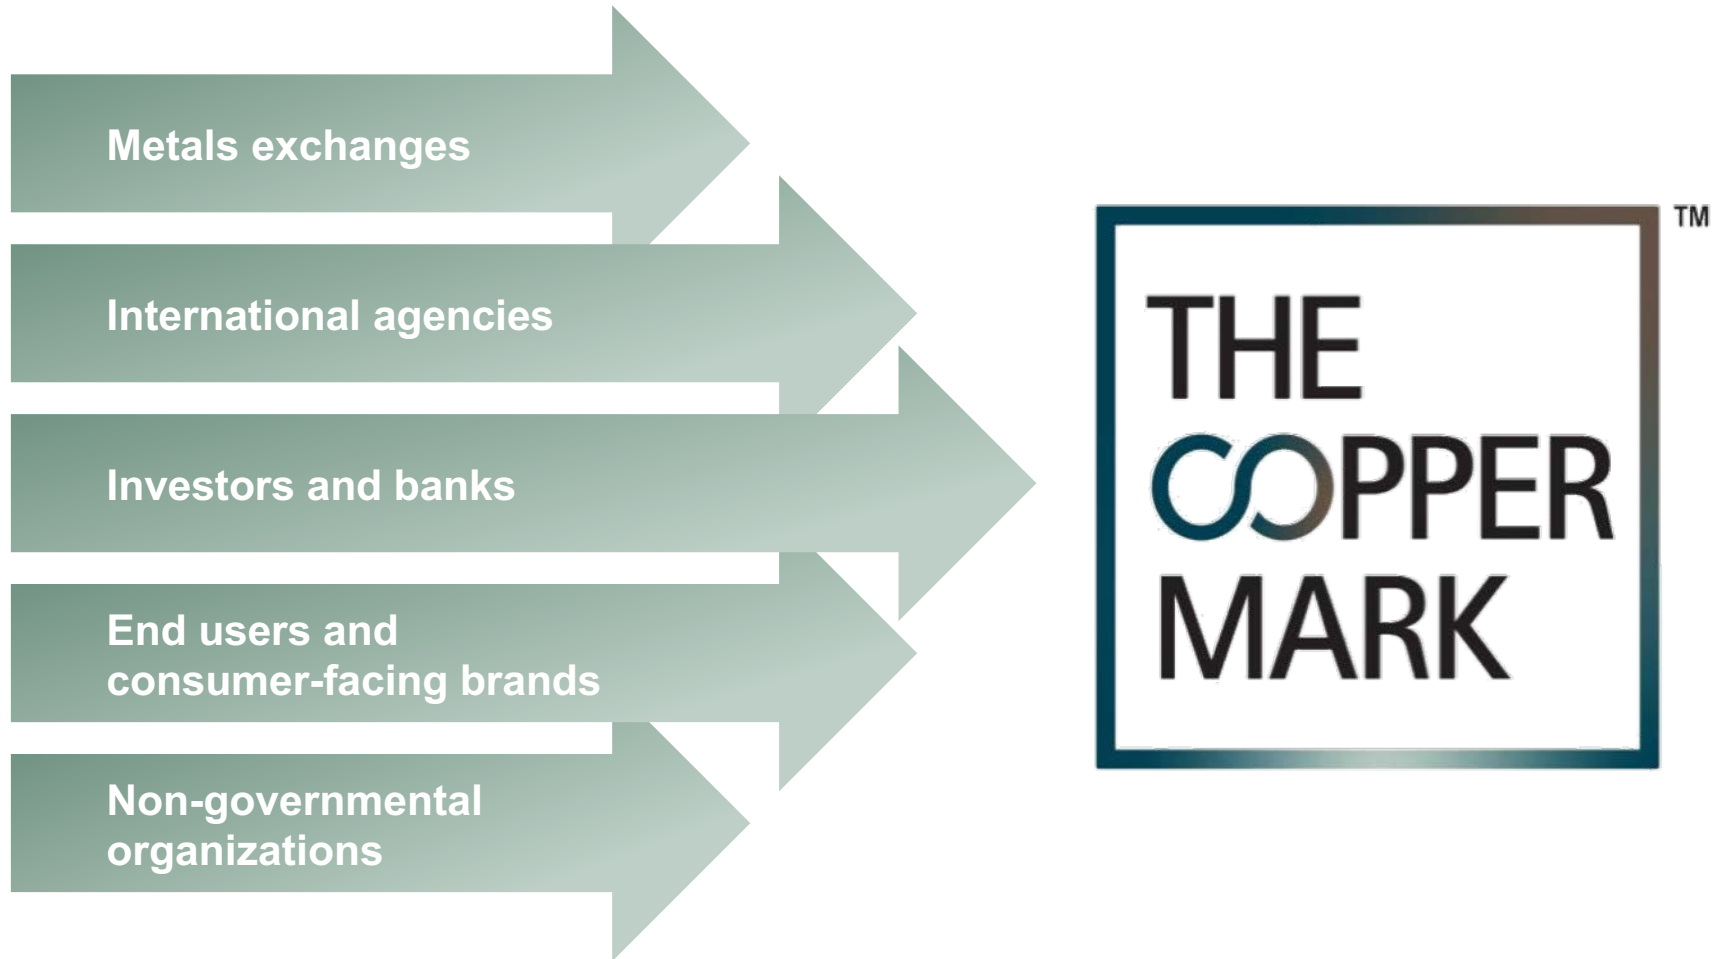 Metals exchanges
International agencies
Investors and banks
End users and
consumer-facing brands
Non-governmental
organizations
THE
COPPER
MARK
TM